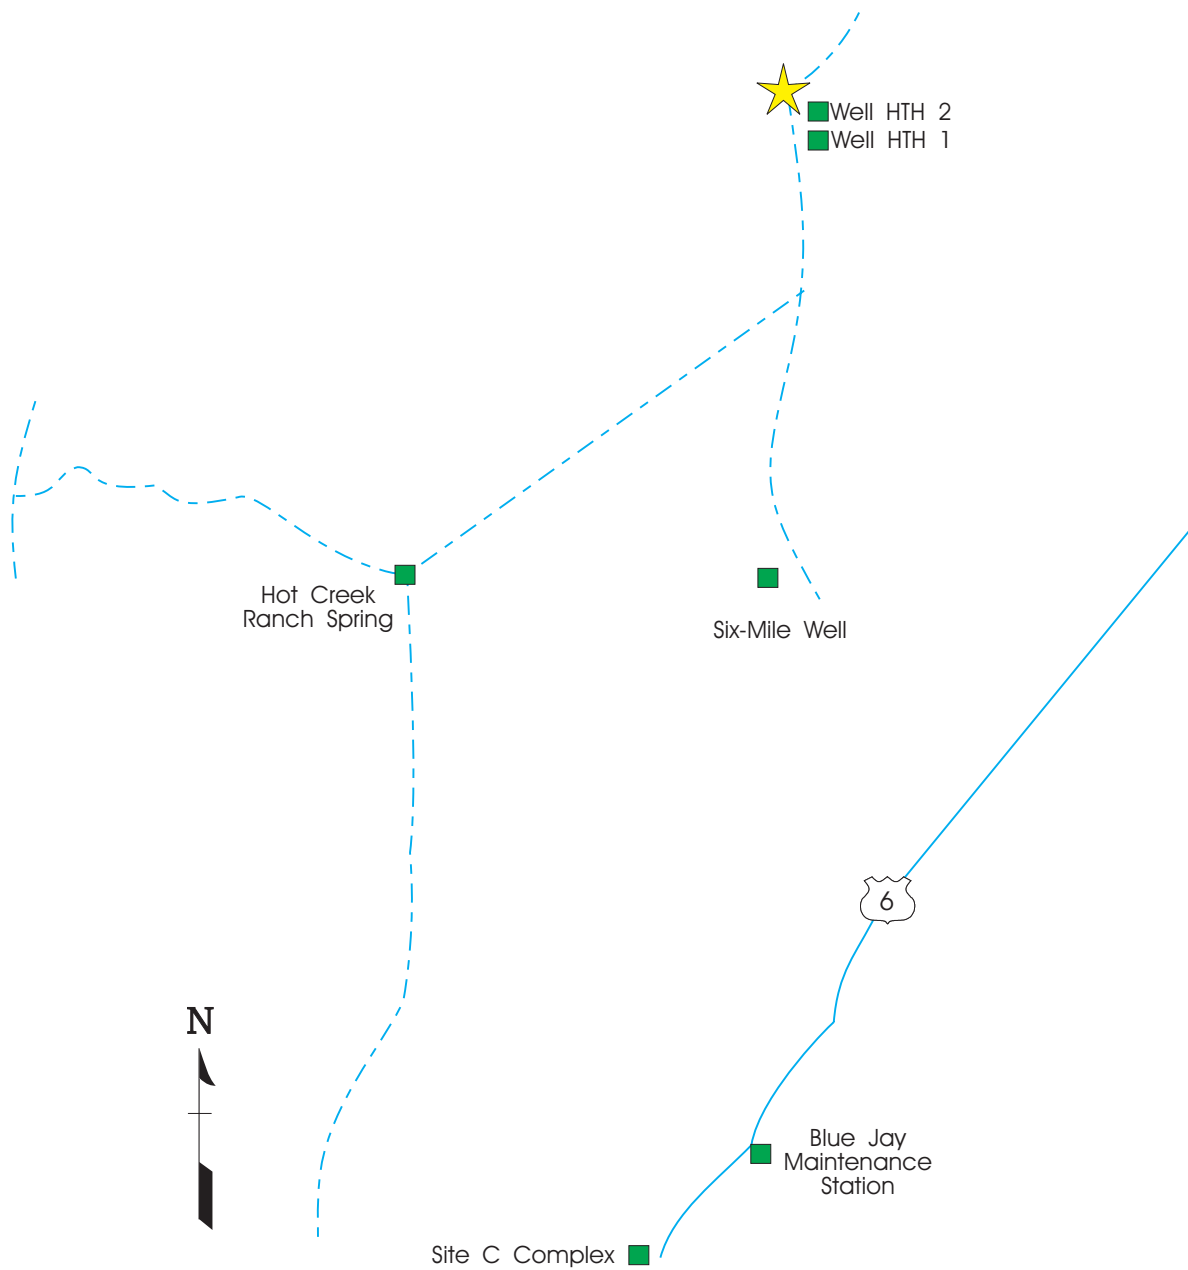 Well HTH 2
Well HTH 1
Hot Creek
Ranch Spring
Six-Mile Well
6
N
Blue Jay
Maintenance
Station
Site C Complex